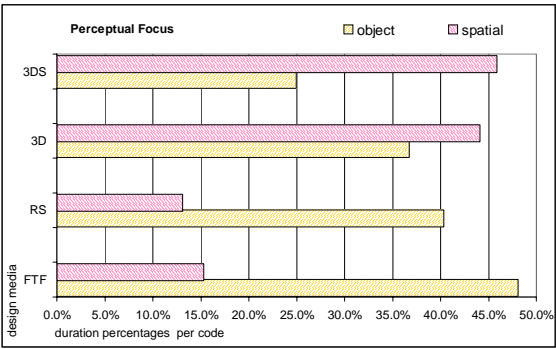 Perceptual Focus
object spatial
3DS
3D
RS
FTF
design media
0.0% 5.0% 10.0% 15.0% 20.0% 25.0% 30.0% 35.0% 40.0% 45.0% 50.0%
duration percentages per code